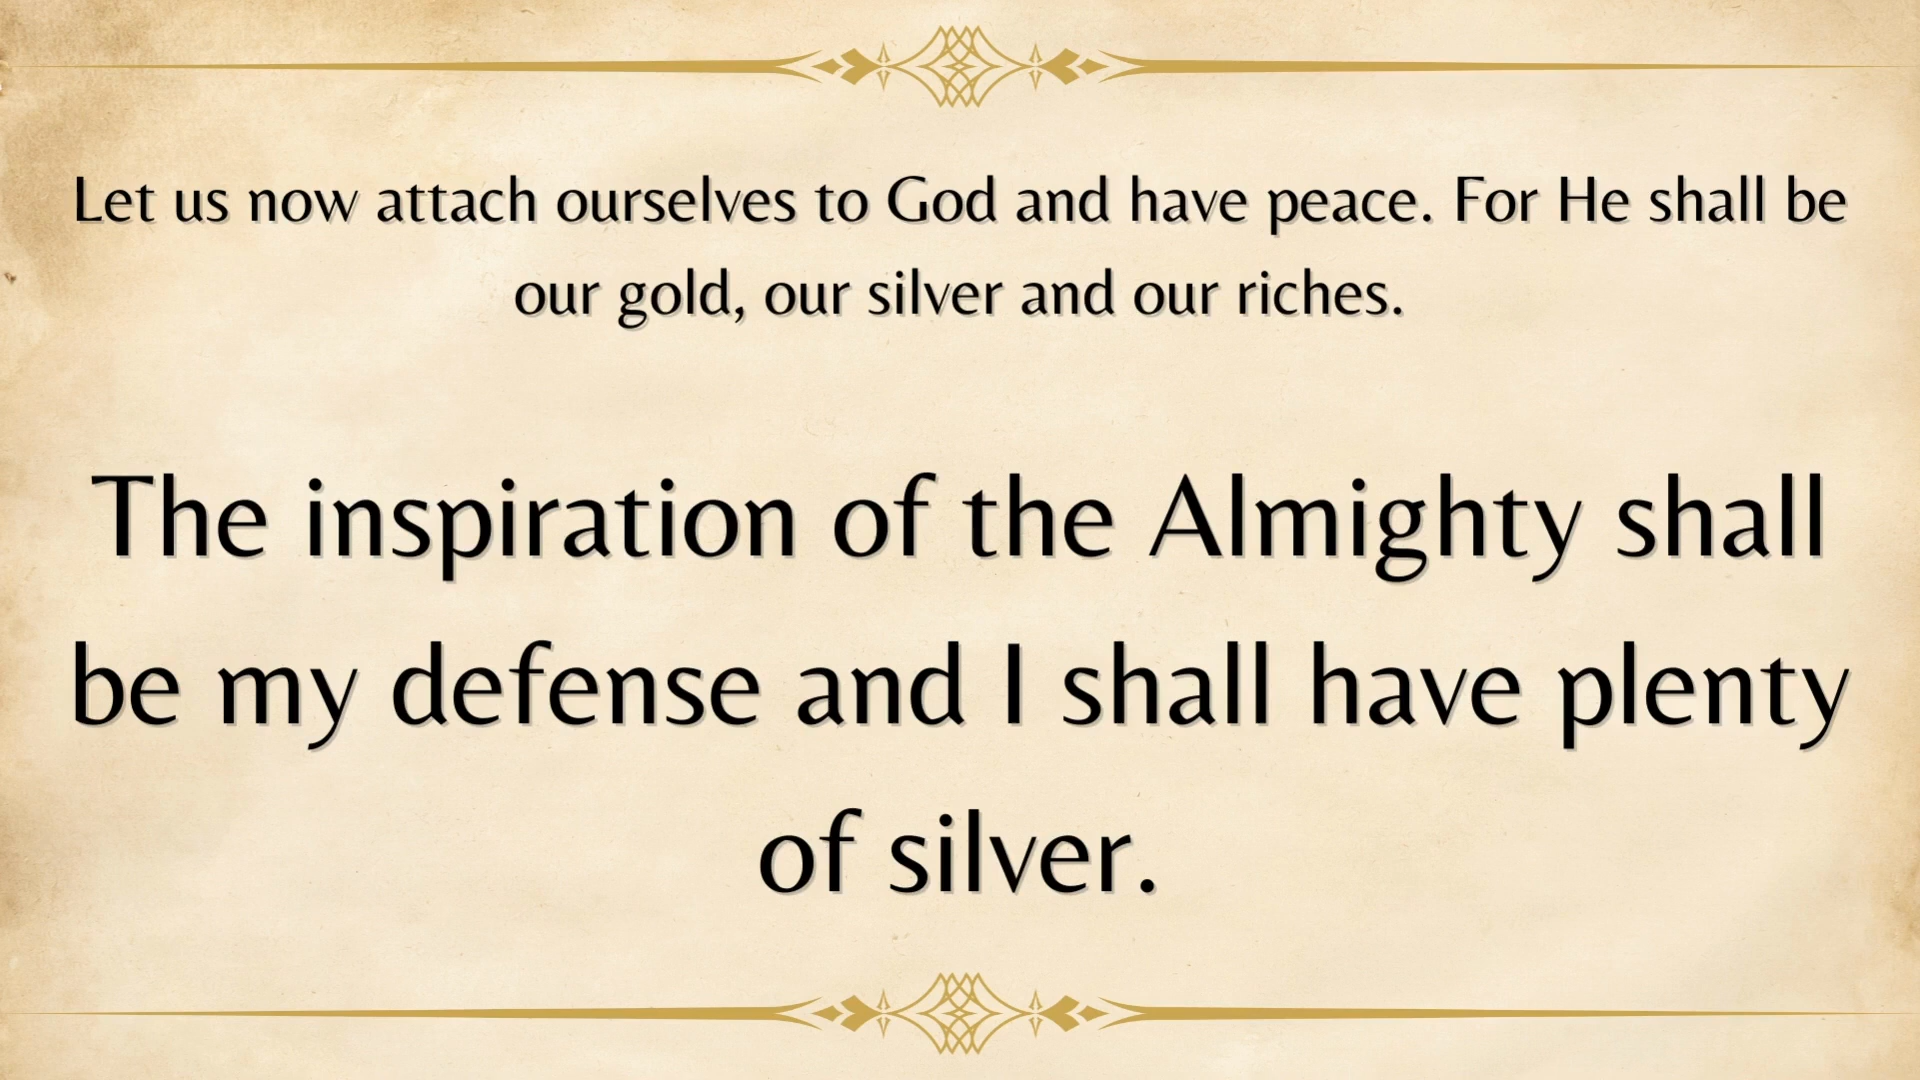 Let us now attach ourselves to God and have peace. For He shall be
our gold, our silver and our riches.
The inspiration of the Almighty shall
be my defense and I shall have plenty
of silver.